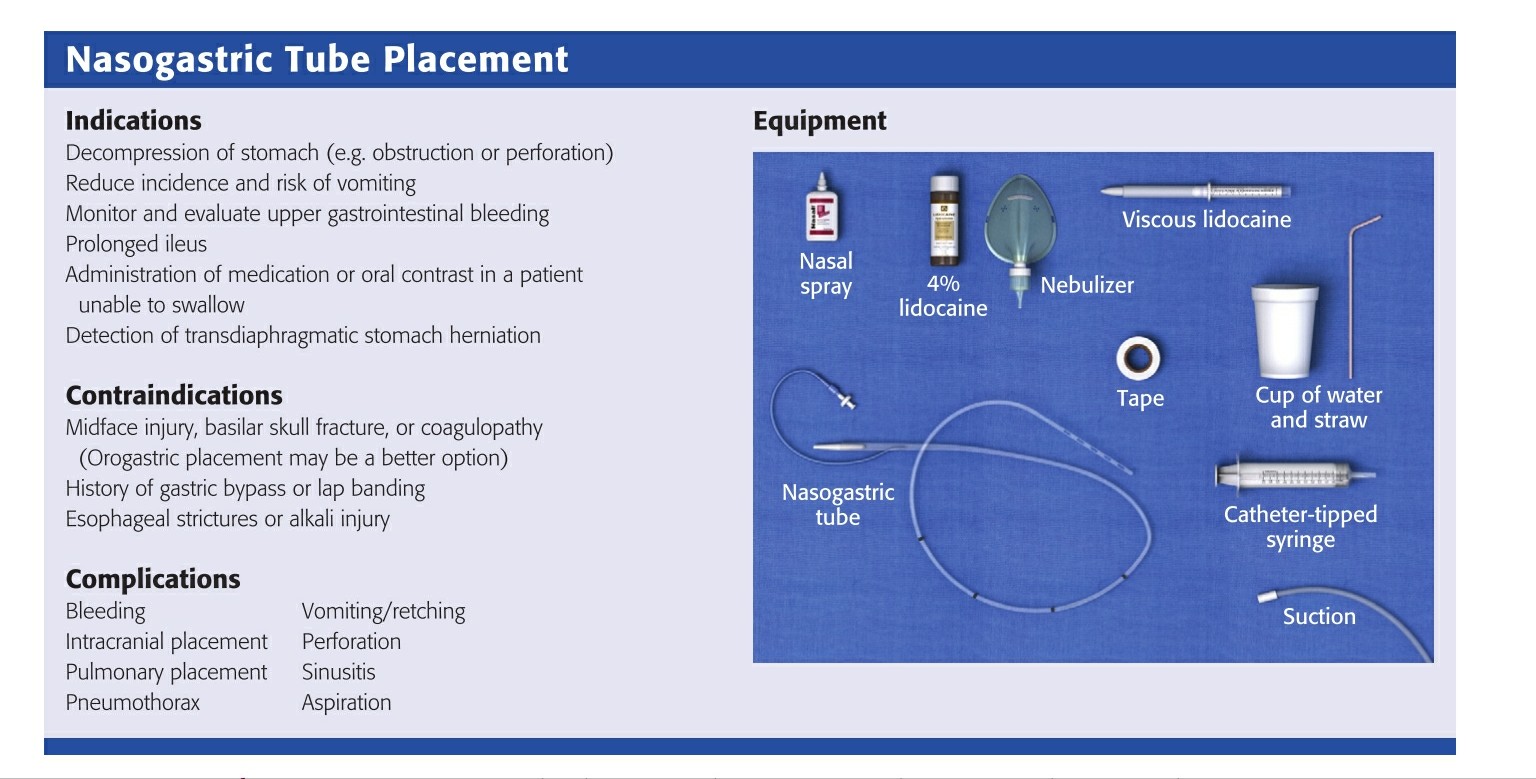 Nasogastric Tube Placement
Indications
Decompression of stomach (e.g. obstruction or perforation)
Reduce incidence and risk of vomiting
Monitor and evaluate upper gastrointestinal bleeding
Prolonged ileus
Administration of medication or oral contrast in a patient
unable to swallow
Detection of transdiaphragmatic stomach herniation
Contraindications
Midface injury, basilar skull fracture, or coagulopathy
(Orogastric placement may be a better option)
History of gastric bypass or lap banding
Esophageal strictures or alkali injury
Complications
Bleeding
Intracranial placement
Pulmonary placement
Pneumothorax
Vomiting/retching
Perforation
Sinusitis
Aspiration
Equipment
Nasal
spray
4%
lidocaine
Nebulizer
Viscous lidocaine
Tape
Cup of water
and straw
Nasogastric
tube
Catheter-tipped
syringe
Suction